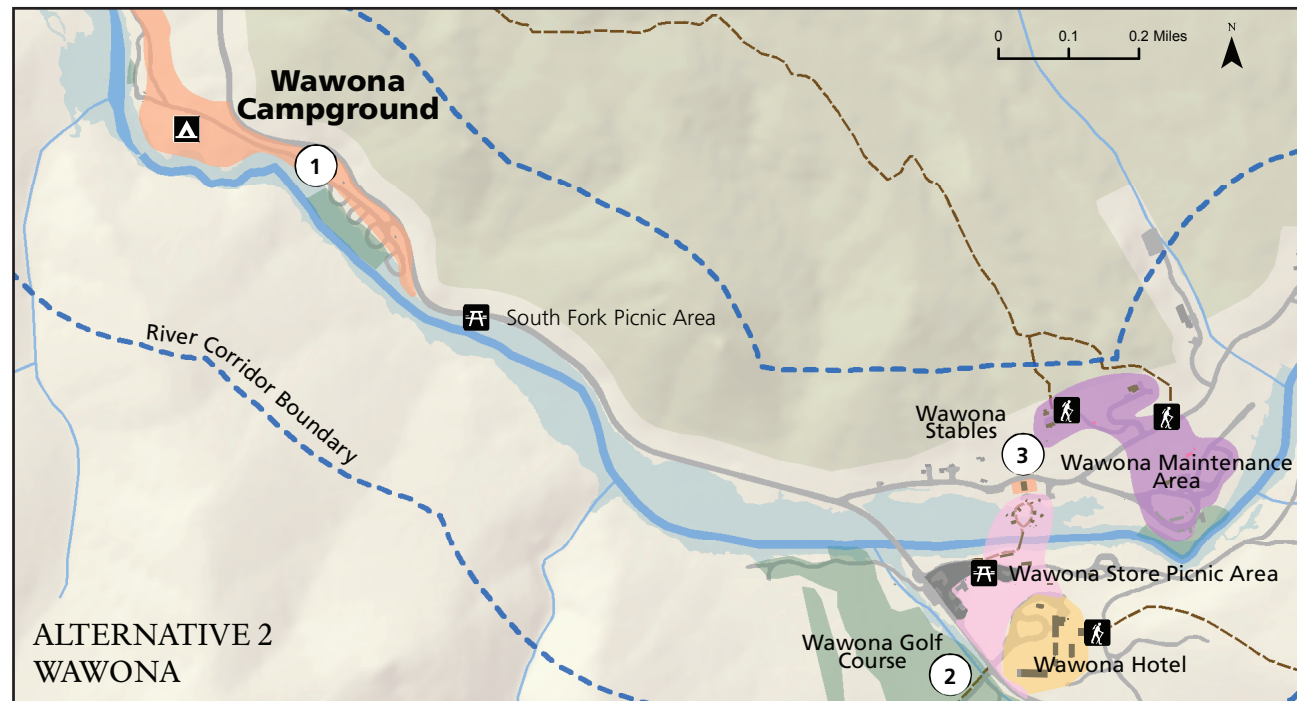 Wawona
Campground
0 0.1 0.2 Miles
N
1
South Fork Picnic Area
River Corridor Boundary
Wawona
Stables
3
Wawona Maintenance
Area
Wawona Store Picnic Area
Wawona Golf
Course
2
Wawona Hotel
ALTERNATIVE 2
WAWONA